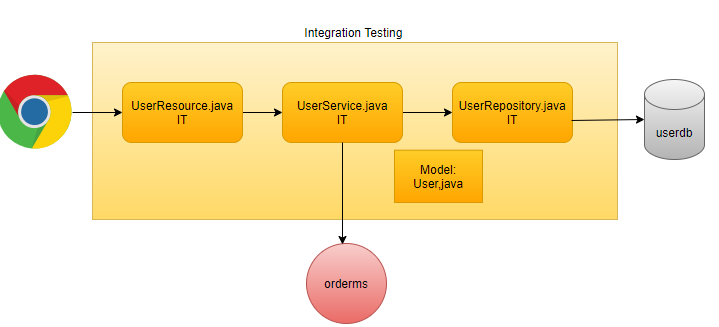 Integration Testing
UserResource.java
IT
UserService.java
IT
UserRepository.java
IT
userdb
Model:
User,java
orderms